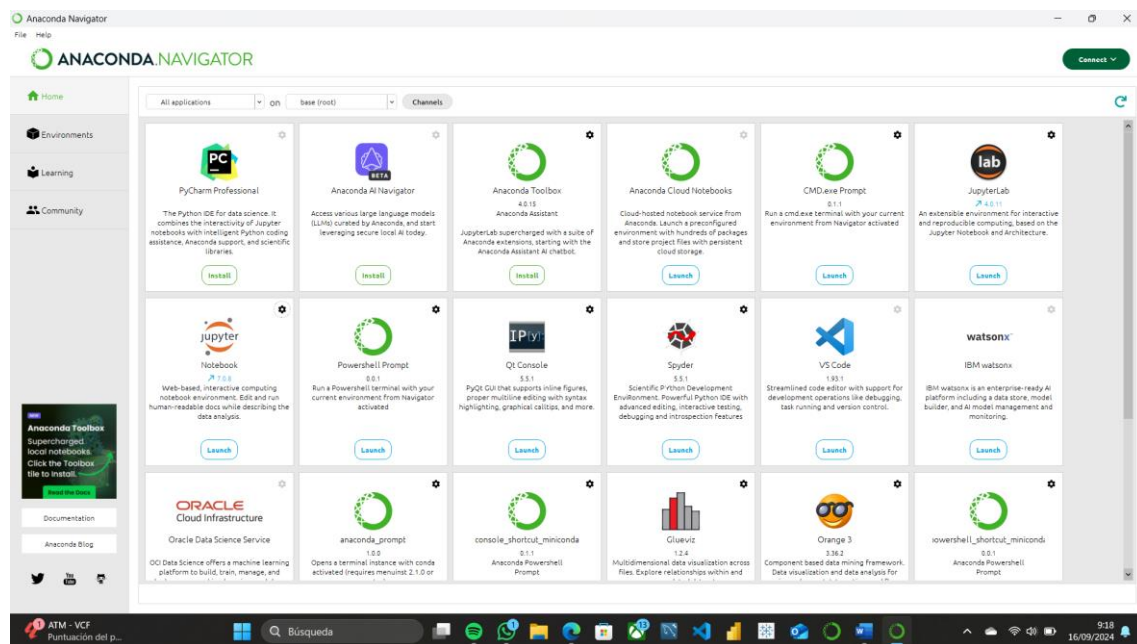 Anaconda Navigator
File Help
ANACONDA.NAVIGATOR
Connect
Home
Environments
Learning
Community
All applications
on
base (root)
Channels
PC
PyCharm Professional
The Python IDE for data science. It
combines the interactivity of Jupyter
notebooks with intelligent Python coding
assistance, Anaconda support, and scientific
libraries.
Install
BETA
Anaconda AI Navigator
Access various large language models
(LLMs) curated by Anaconda, and start
leveraging secure local AI today.
Install
Anaconda Toolbox
4.0.15
Anaconda Assistant
JupyterLab supercharged with a suite of
Anaconda extensions, starting with the
Anaconda Assistant AI chatbot.
Install
Anaconda Cloud Notebooks
Cloud-hosted notebook service from
Anaconda. Launch a preconfigured
environment with hundreds of packages
and store project files with persistent
cloud storage.
Launch
CMD.exe Prompt
0.1.1
Run a cmd.exe terminal with your current
environment from Navigator activated
Launch
lab
JupyterLab
4.0.11
An extensible environment for interactive
and reproducible computing, based on the
Jupyter Notebook and Architecture.
Launch
jupyter
Notebook
7.0.8
Web-based, interactive computing
notebook environment. Edit and run
human-readable docs while describing the
data analysis.
Launch
Powershell Prompt
0.0.1
Run a Powershell terminal with your
current environment from Navigator
activated
Launch
IP[y]:
Qt Console
5.5.1
PyQt GUI that supports inline figures,
proper multiline editing with syntax
highlighting, graphical calltips, and more.
Launch
Spyder
5.5.1
Scientific PYthon Development
EnviRonment. Powerful Python IDE with
advanced editing, interactive testing,
debugging and introspection features
Launch
VS Code
1.93.1
Streamlined code editor with support for
development operations like debugging,
task running and version control.
Launch
watsonx
IBM watsonx
IBM watsonx is an enterprise-ready AI
platform including a data store, model
builder, and AI model management and
monitoring.
Launch
ORACLE
Cloud Infrastructure
Oracle Data Science Service
OCI Data Science offers a machine learning
platform to build, train, manage, and
anaconda_prompt
1.0.0
Opens a terminal instance with conda
activated (requires menuinst 2.1.0 or
console_shortcut_miniconda
0.1.1
Anaconda Powershell
Prompt
Glueviz
1.2.4
Multidimensional data visualization across
files. Explore relationships within and
Orange 3
3.36.2
Component based data mining framework.
Data visualization and data analysis for
powershell_shortcut_miniconda
0.0.1
Anaconda Powershell
Prompt
NEW
Anaconda Toolbox
Supercharged
local notebooks.
Click the Toolbox
tile to install.
Read the Docs
Documentation
Anaconda Blog
You
Tube
ATM - VCF
Puntuación del p...
Búsqueda
9:18
16/09/2024